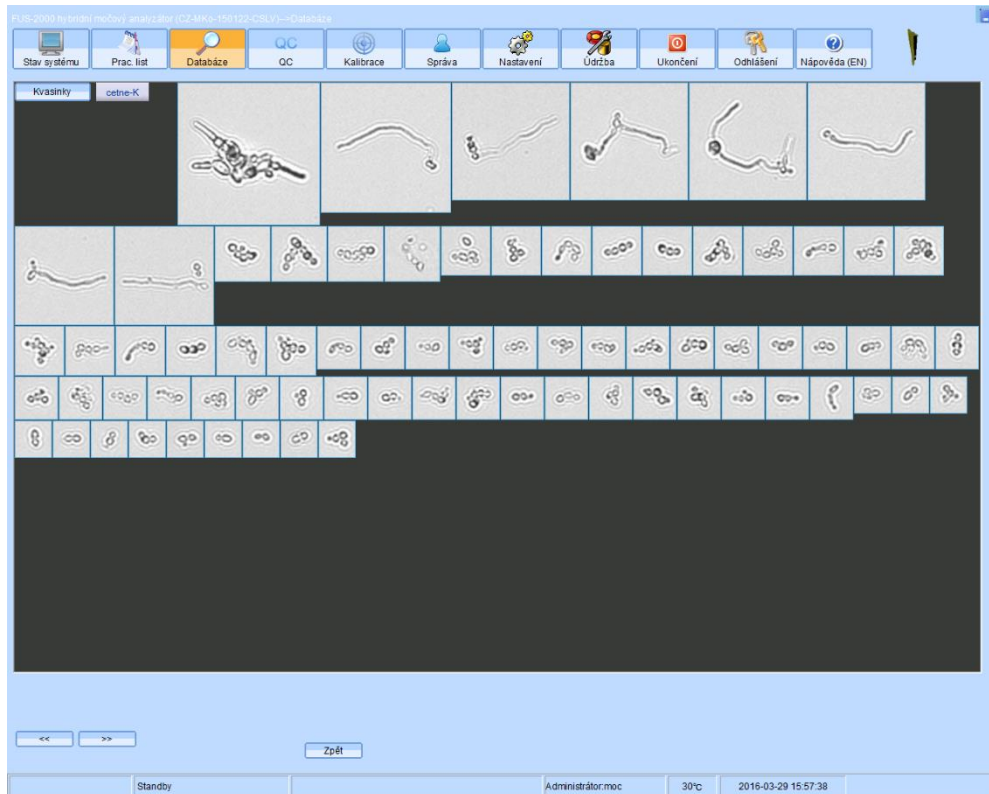 FUS-2000 hybridní močový analyzátor (CZ-MKo-150122-CSLV)-->Databáze
Stav systému
Prac. list
Databáze
QC
QC
Kalibrace
Správa
Nastavení
Údržba
Ukončení
Odhlášení
Nápověda (EN)
Kvasinky
cetne-K
<<
>>
Zpět
Standby
Administrátor:moc
30℃
2016-03-29 15:57:38